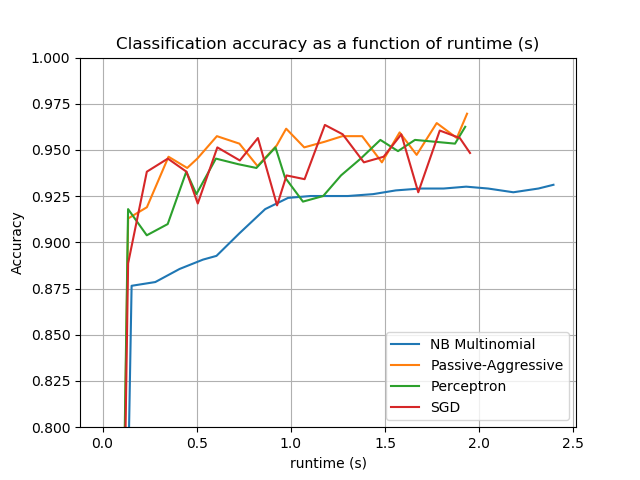 Classification accuracy as a function of runtime (s)
1.000
0.975
0.950
0.925
0.900
0.875
0.850
0.825
0.800
Accuracy
NB Multinomial
Passive-Aggressive
Perceptron
SGD
0.0 0.5 1.0 1.5 2.0 2.5
runtime (s)